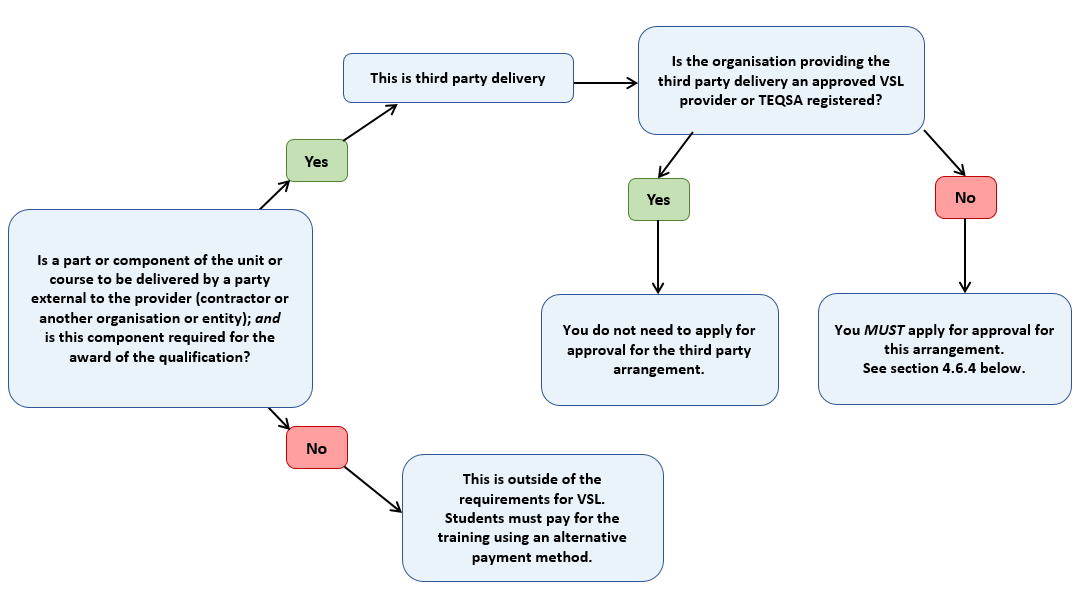 Is a part or component of the unit or
course to be delivered by a party
external to the provider (contractor or
another organisation or entity); and
is this component required for the
award of the qualification?
Yes
This is third party delivery
Is the organisation providing the
third party delivery an approved VSL
provider or TEQSA registered?
Yes
You do not need to apply for
approval for the third party
arrangement.
No
You MUST apply for approval for
this arrangement.
See section 4.6.4 below.
No
This is outside of the
requirements for VSL.
Students must pay for the
training using an alternative
payment method.